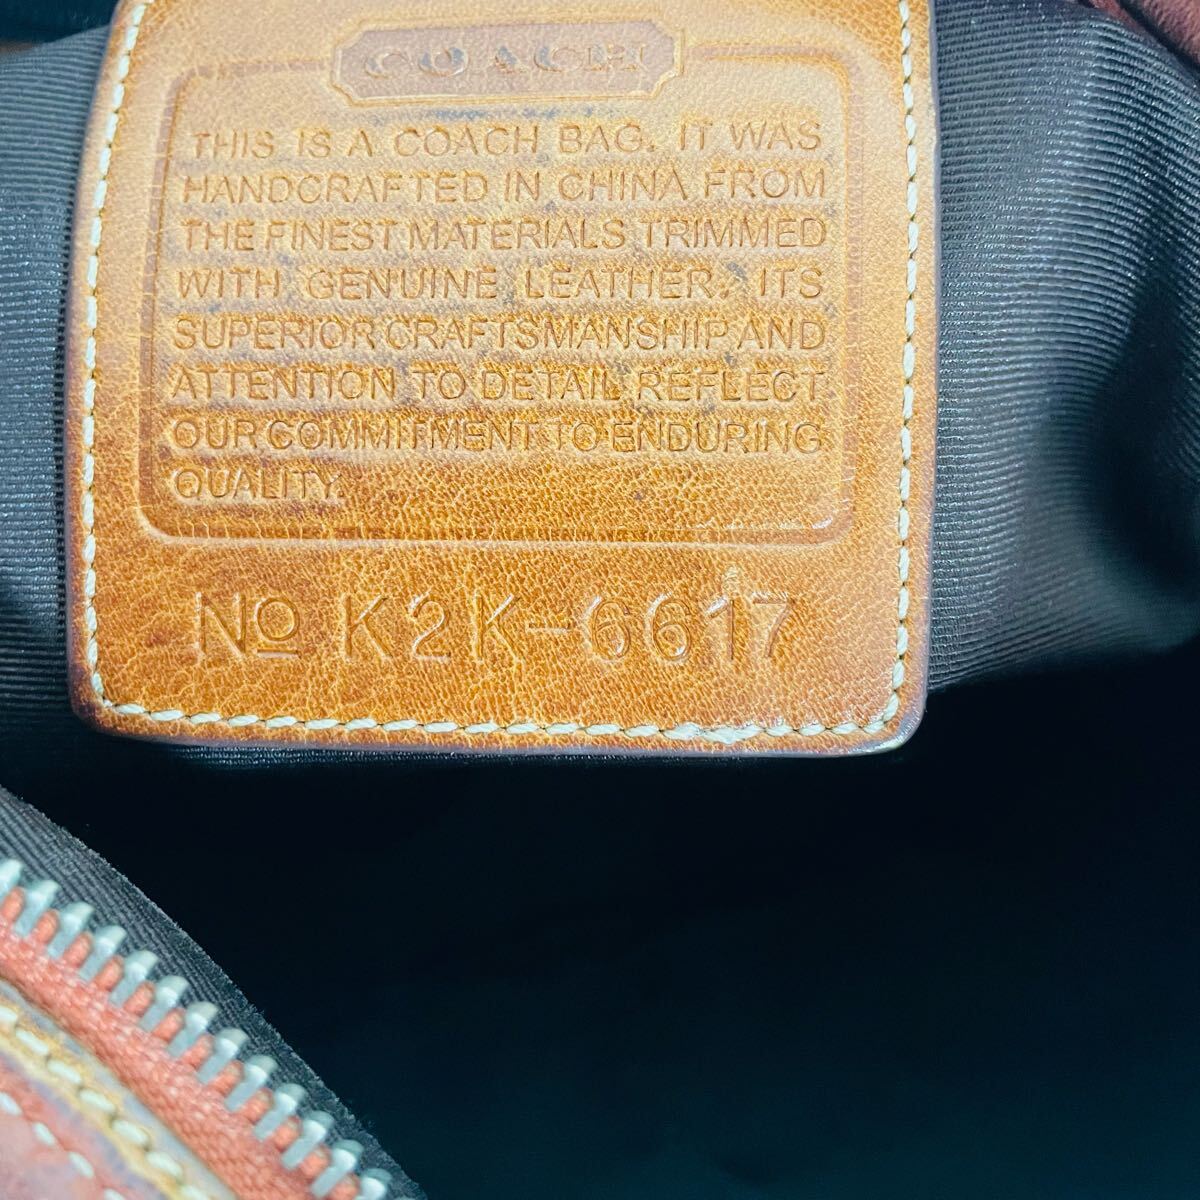 COACH
THIS IS A COACH BAG. IT WAS
HANDCRAFTED IN CHINA FROM
THE FINEST MATERIALS TRIMMED
WITH GENUINE LEATHER. ITS
SUPERIOR CRAFTSMANSHIP AND
ATTENTION TO DETAIL REFLECT
OUR COMMITMENT TO ENDURING
QUALITY.
Nº K2K-6617